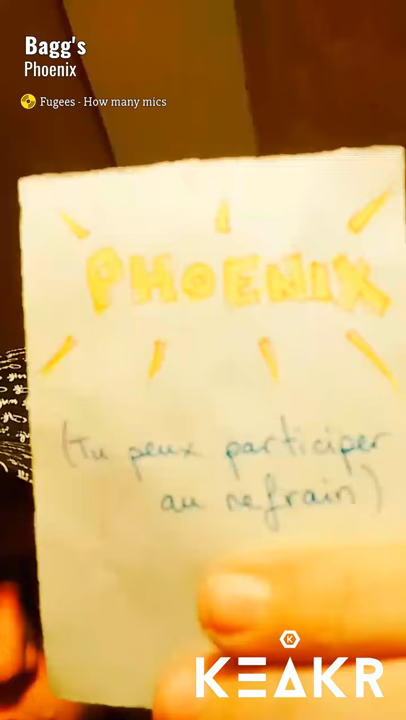 Bagg's
Phoenix
Fugees - How many mics
PHOENIX
(Tu peux participer
au refrain)
K
KEAKR